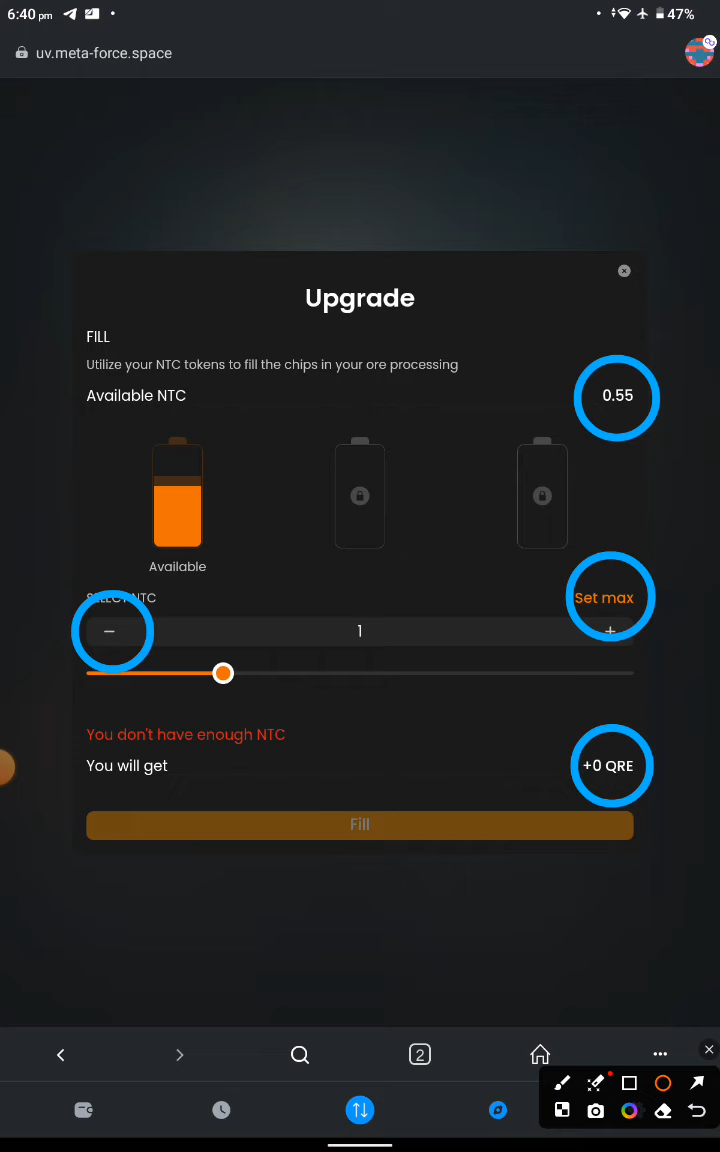 6:40 pm
47%
uv.meta-force.space
Upgrade
FILL
Utilize your NTC tokens to fill the chips in your ore processing
Available NTC 0.55
Available
SELECT NTC Set max
− 1 +
You don't have enough NTC
You will get +0 QRE
Fill
2